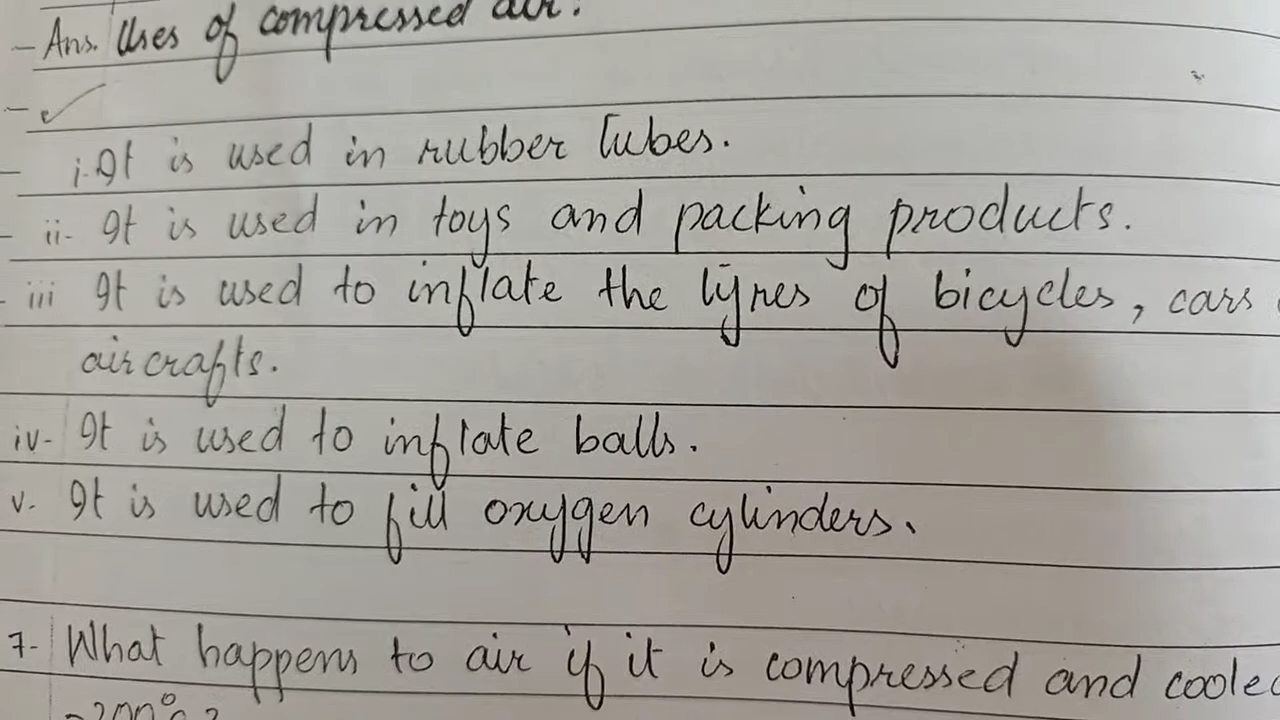 Ans. Uses of compressed air.
i. It is used in rubber tubes.
ii- It is used in toys and packing products.
iii It is used to inflate the tyres of bicycles, cars
aircrafts.
iv- It is used to inflate balls.
v. It is used to fill oxygen cylinders.
7- What happens to air if it is compressed and